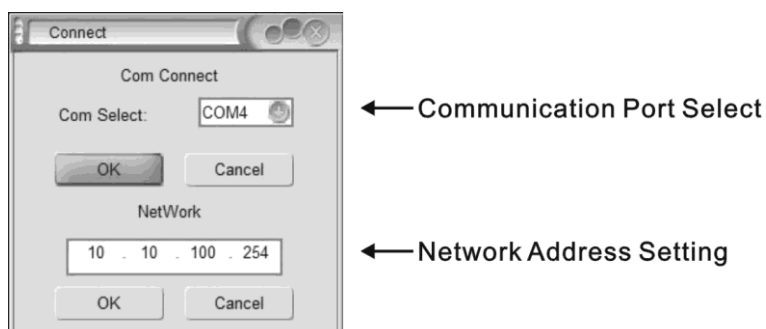 Connect
Com Connect
Com Select: COM4
Communication Port Select
OK Cancel
NetWork
10 . 10 . 100 . 254
Network Address Setting
OK Cancel